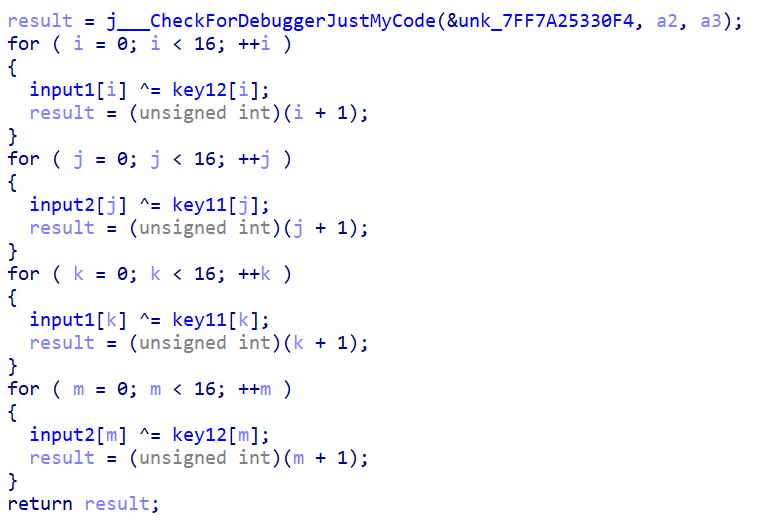 result = j___CheckForDebuggerJustMyCode(&unk_7FF7A25330F4, a2, a3);
for ( i = 0; i < 16; ++i )
{
  input1[i] ^= key12[i];
  result = (unsigned int)(i + 1);
}
for ( j = 0; j < 16; ++j )
{
  input2[j] ^= key11[j];
  result = (unsigned int)(j + 1);
}
for ( k = 0; k < 16; ++k )
{
  input1[k] ^= key11[k];
  result = (unsigned int)(k + 1);
}
for ( m = 0; m < 16; ++m )
{
  input2[m] ^= key12[m];
  result = (unsigned int)(m + 1);
}
return result;